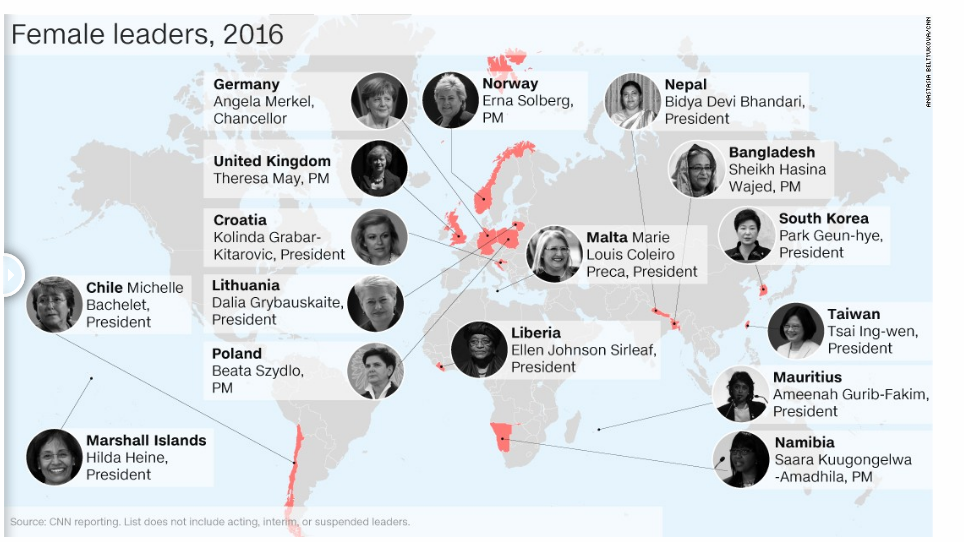 Female leaders, 2016
ANASTASIA BELTYUKOVA/CNN
Germany
Angela Merkel,
Chancellor
Norway
Erna Solberg,
PM
Nepal
Bidya Devi Bhandari,
President
United Kingdom
Theresa May, PM
Bangladesh
Sheikh Hasina
Wajed, PM
Croatia
Kolinda Grabar-
Kitarovic, President
Malta Marie
Louis Coleiro
Preca, President
South Korea
Park Geun-hye,
President
Chile Michelle
Bachelet,
President
Lithuania
Dalia Grybauskaite,
President
Liberia
Ellen Johnson Sirleaf,
President
Taiwan
Tsai Ing-wen,
President
Poland
Beata Szydlo,
PM
Mauritius
Ameenah Gurib-Fakim,
President
Marshall Islands
Hilda Heine,
President
Namibia
Saara Kuugongelwa
-Amadhila, PM
Source: CNN reporting. List does not include acting, interim, or suspended leaders.